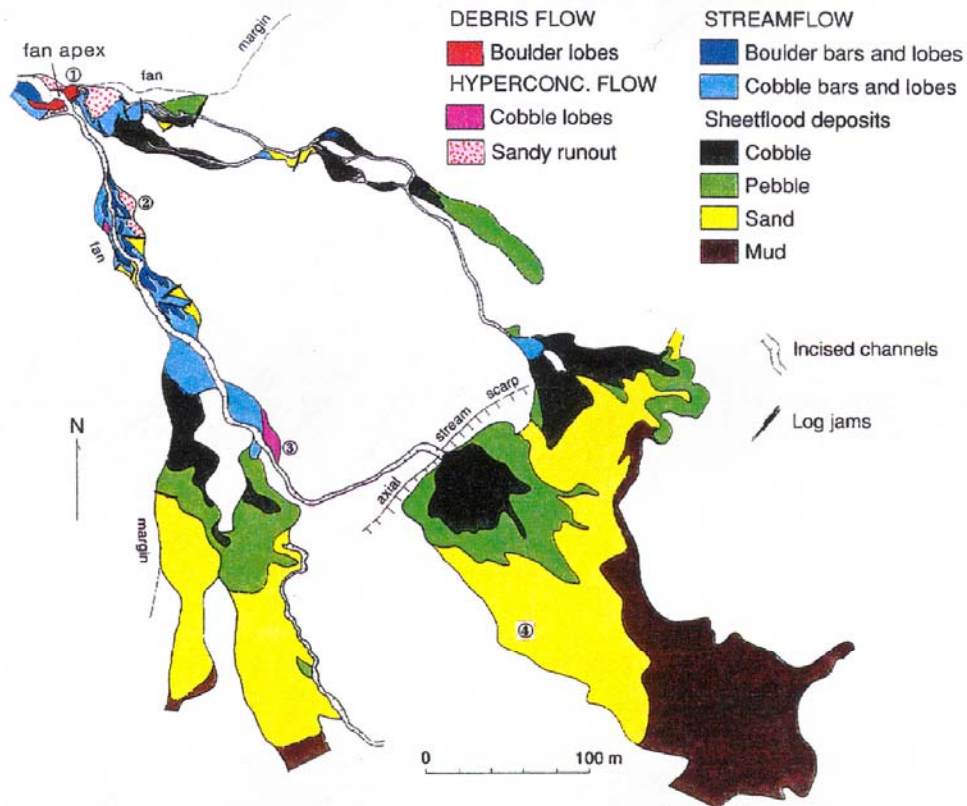 DEBRIS FLOW
Boulder lobes
HYPERCONC. FLOW
Cobble lobes
Sandy runout
STREAMFLOW
Boulder bars and lobes
Cobble bars and lobes
Sheetflood deposits
Cobble
Pebble
Sand
Mud
Incised channels
Log jams
fan apex
①
fan
margin
②
fan
③
N
margin
axial
stream
scarp
④
0
100 m